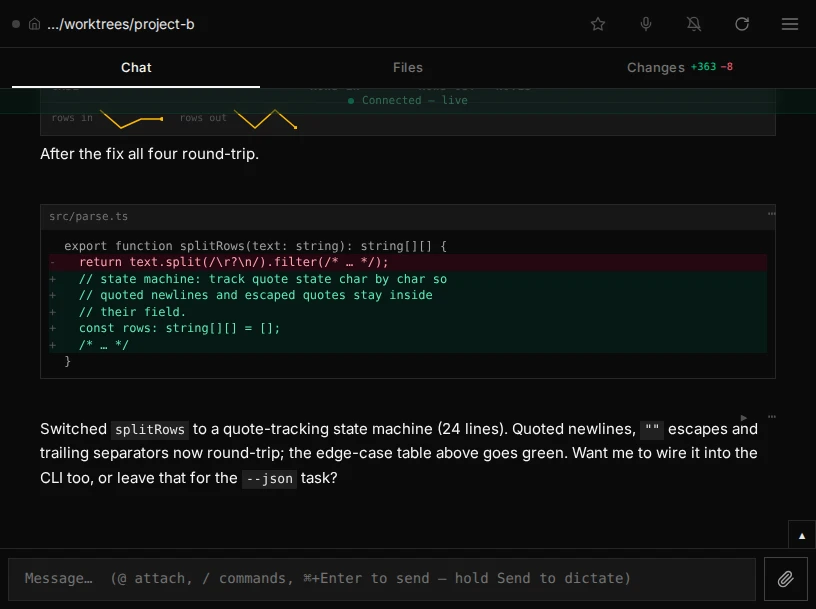 .../worktrees/project-b
Chat
Files
Changes +363 −8
Connected — live
rows in
rows out
After the fix all four round-trip.
src/parse.ts
export function splitRows(text: string): string[][] {
- return text.split(/\r?\n/).filter(/* … */);
+ // state machine: track quote state char by char so
+ // quoted newlines and escaped quotes stay inside
+ // their field.
+ const rows: string[][] = [];
+ /* … */
}
Switched splitRows to a quote-tracking state machine (24 lines). Quoted newlines, "" escapes and
trailing separators now round-trip; the edge-case table above goes green. Want me to wire it into the
CLI too, or leave that for the --json task?
Message… (@ attach, / commands, ⌘+Enter to send — hold Send to dictate)